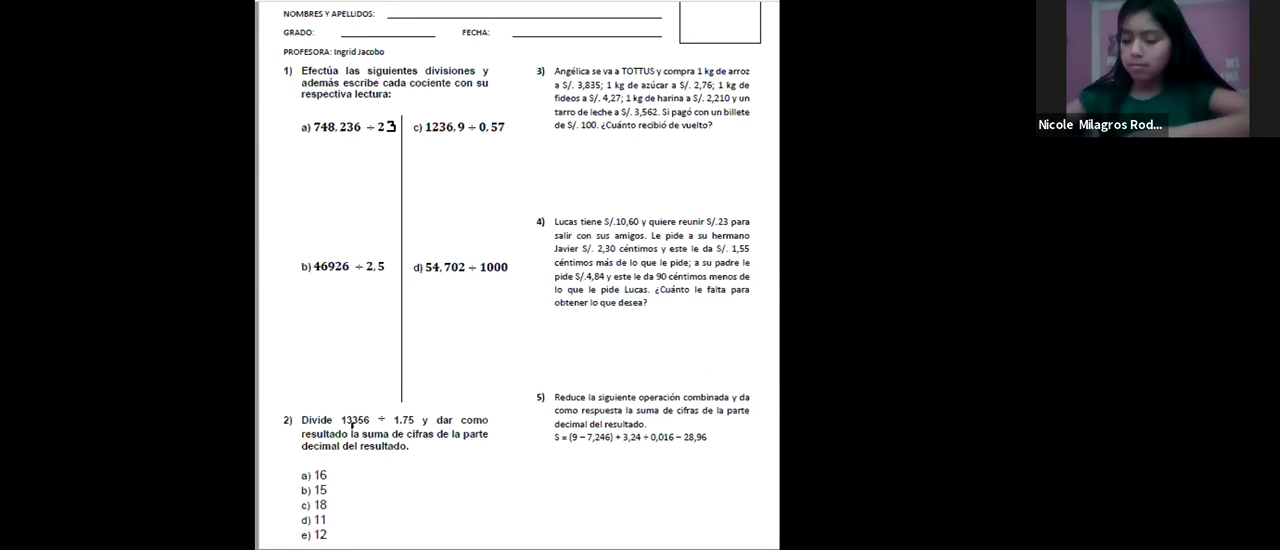 NOMBRES Y APELLIDOS:
GRADO:
FECHA:
PROFESORA: Ingrid Jacobo
1) Efectúa las siguientes divisiones y
además escribe cada cociente con su
respectiva lectura:
a) 748,236 ÷ 23
c) 1236,9 ÷ 0,57
b) 46926 ÷ 2,5
d) 54,702 ÷ 1000
2) Divide 13356 ÷ 1.75 y dar como
resultado la suma de cifras de la parte
decimal del resultado.
a) 16
b) 15
c) 18
d) 11
e) 12
3) Angélica se va a TOTTUS y compra 1 kg de arroz
a S/. 3,835; 1 kg de azúcar a S/. 2,76; 1 kg de
fideos a S/. 4,27; 1 kg de harina a S/. 2,210 y un
tarro de leche a S/. 3,562. Si pagó con un billete
de S/. 100. ¿Cuánto recibió de vuelto?
4) Lucas tiene S/.10,60 y quiere reunir S/.23 para
salir con sus amigos. Le pide a su hermano
Javier S/. 2,30 céntimos y este le da S/. 1,55
céntimos más de lo que le pide; a su padre le
pide S/.4,84 y este le da 90 céntimos menos de
lo que le pide Lucas. ¿Cuánto le falta para
obtener lo que desea?
5) Reduce la siguiente operación combinada y da
como respuesta la suma de cifras de la parte
decimal del resultado.
S = (9 – 7,246) + 3,24 ÷ 0,016 – 28,96
Nicole Milagros Rod...